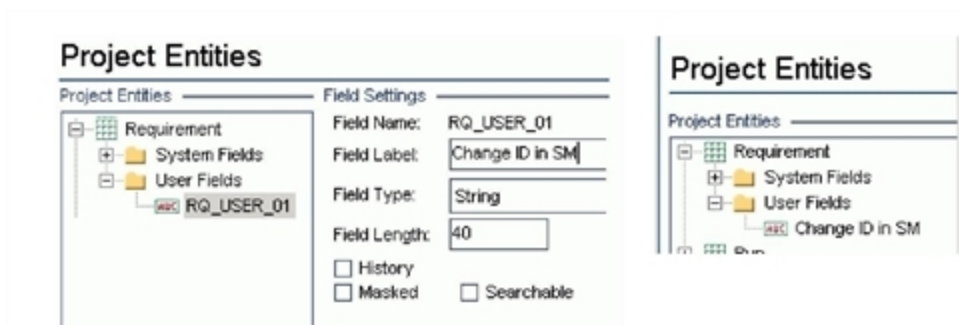 Project Entities
Project Entities
Field Settings
Requirement
System Fields
User Fields
RQ_USER_01
Field Name: RQ_USER_01
Field Label: Change ID in SM
Field Type: String
Field Length: 40
History
Masked
Searchable
Project Entities
Project Entities
Requirement
System Fields
User Fields
ABC Change ID in SM